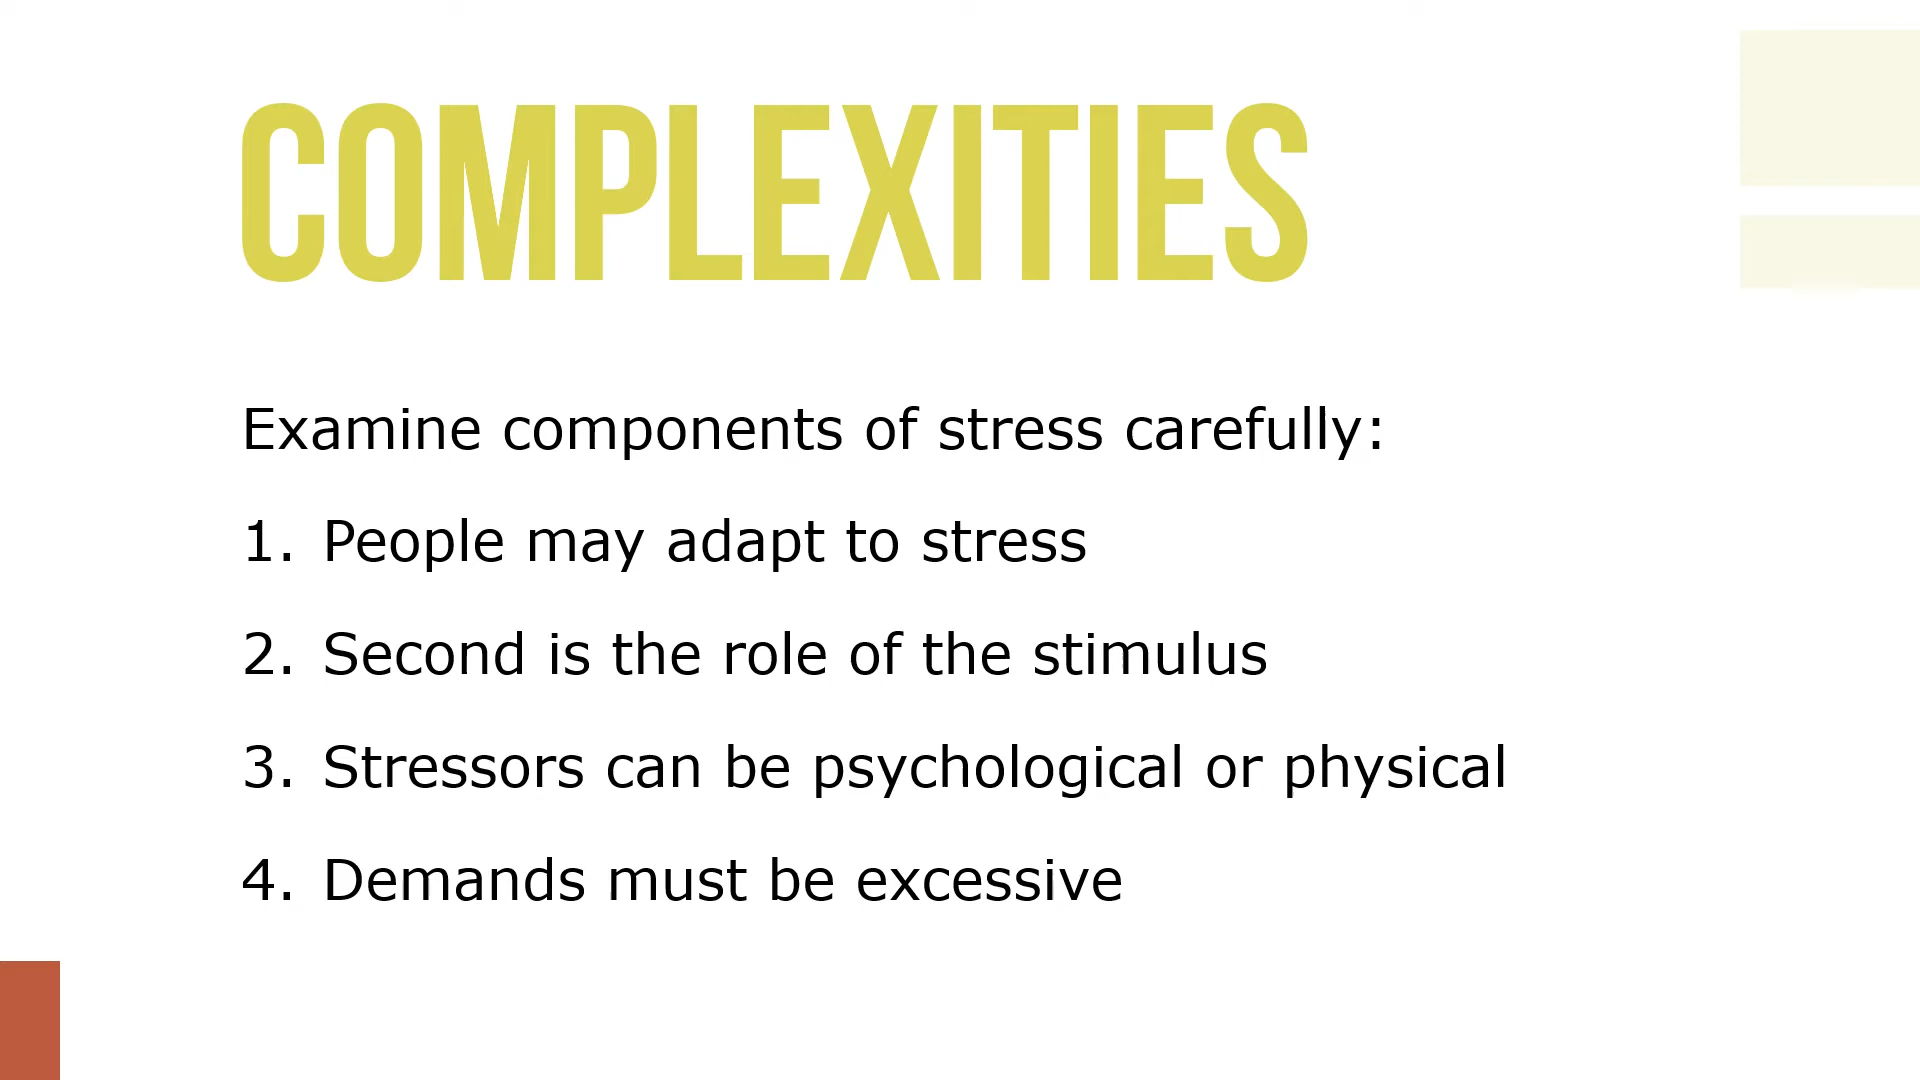 COMPLEXITIES
Examine components of stress carefully:
1. People may adapt to stress
2. Second is the role of the stimulus
3. Stressors can be psychological or physical
4. Demands must be excessive